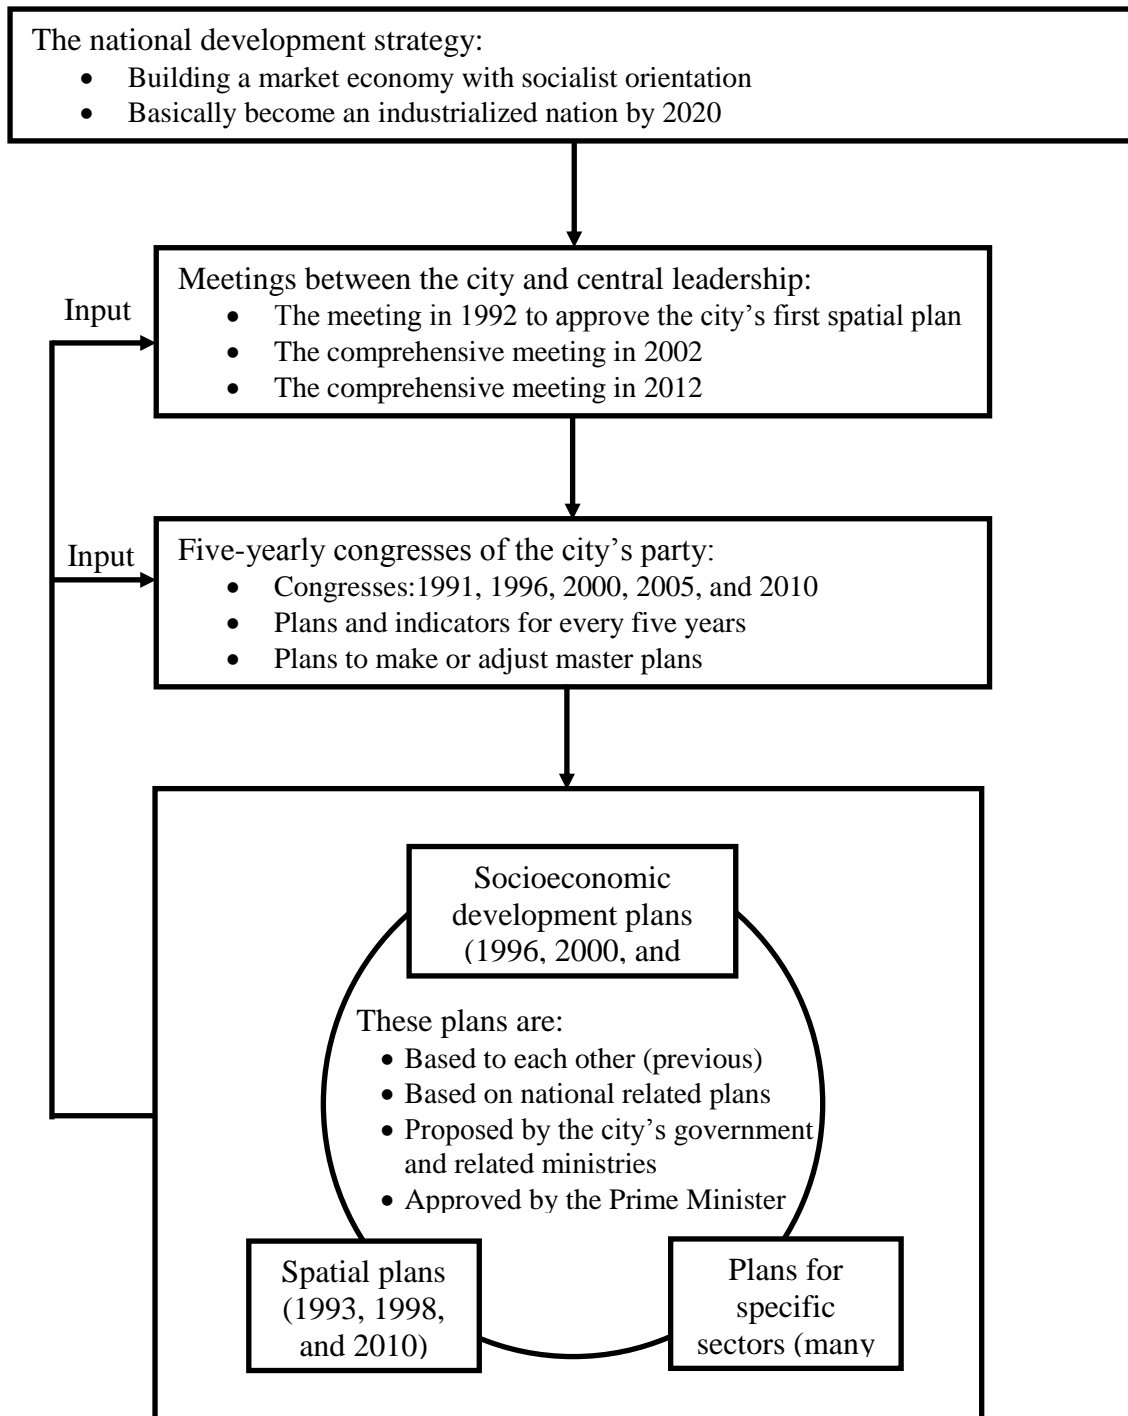 The national development strategy:
• Building a market economy with socialist orientation
• Basically become an industrialized nation by 2020
Meetings between the city and central leadership:
• The meeting in 1992 to approve the city's first spatial plan
• The comprehensive meeting in 2002
• The comprehensive meeting in 2012
Input
Five-yearly congresses of the city's party:
• Congresses:1991, 1996, 2000, 2005, and 2010
• Plans and indicators for every five years
• Plans to make or adjust master plans
Input
Socioeconomic
development plans
(1996, 2000, and
These plans are:
• Based to each other (previous)
• Based on national related plans
• Proposed by the city's government
and related ministries
• Approved by the Prime Minister
Spatial plans
(1993, 1998,
and 2010)
Plans for
specific
sectors (many